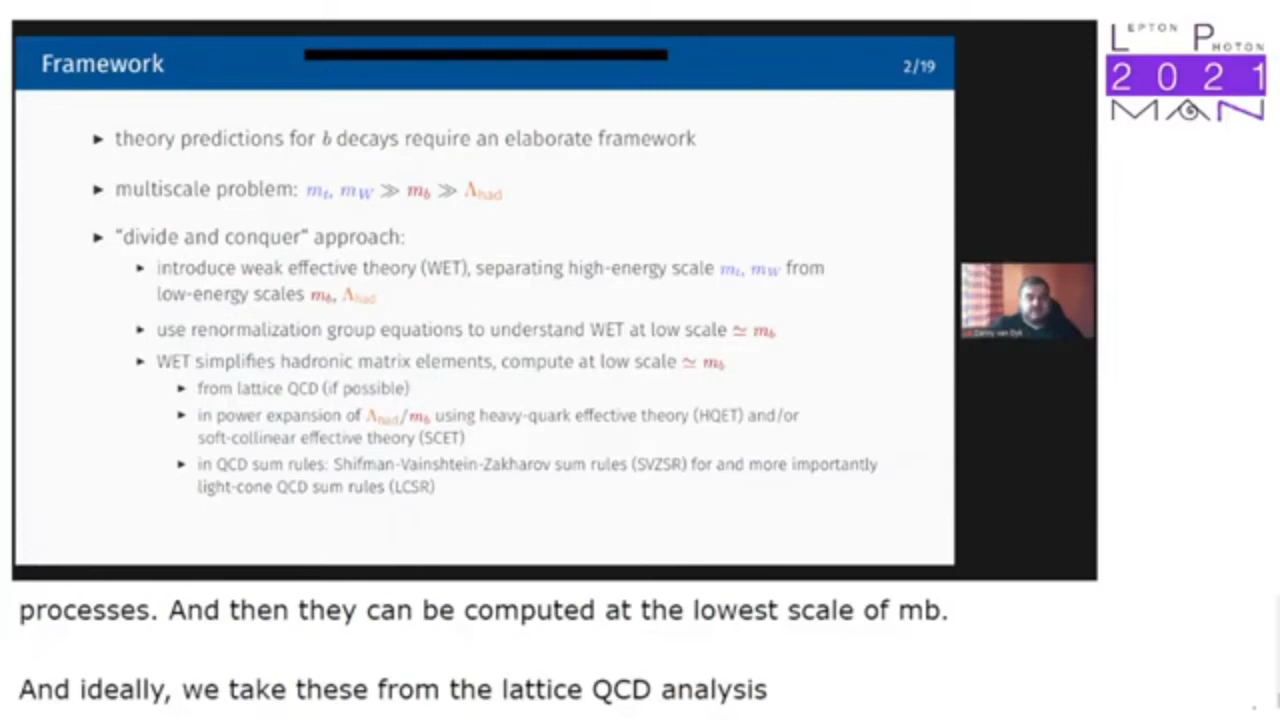 Framework
2/19
► theory predictions for b decays require an elaborate framework
► multiscale problem: mt, mW ≫ mb ≫ Λhad
► “divide and conquer“ approach:
► introduce weak effective theory (WET), separating high-energy scale mt, mW from
low-energy scales mb, Λhad
► use renormalization group equations to understand WET at low scale ≃ mb
► WET simplifies hadronic matrix elements, compute at low scale ≃ mb
► from lattice QCD (if possible)
► in power expansion of Λhad/mb using heavy-quark effective theory (HQET) and/or
soft-collinear effective theory (SCET)
► in QCD sum rules: Shifman-Vainshtein-Zakharov sum rules (SVZSR) for and more importantly
light-cone QCD sum rules (LCSR)
LEPTON PHOTON
2021
MAN
Danny van Dyk
processes. And then they can be computed at the lowest scale of mb.
And ideally, we take these from the lattice QCD analysis